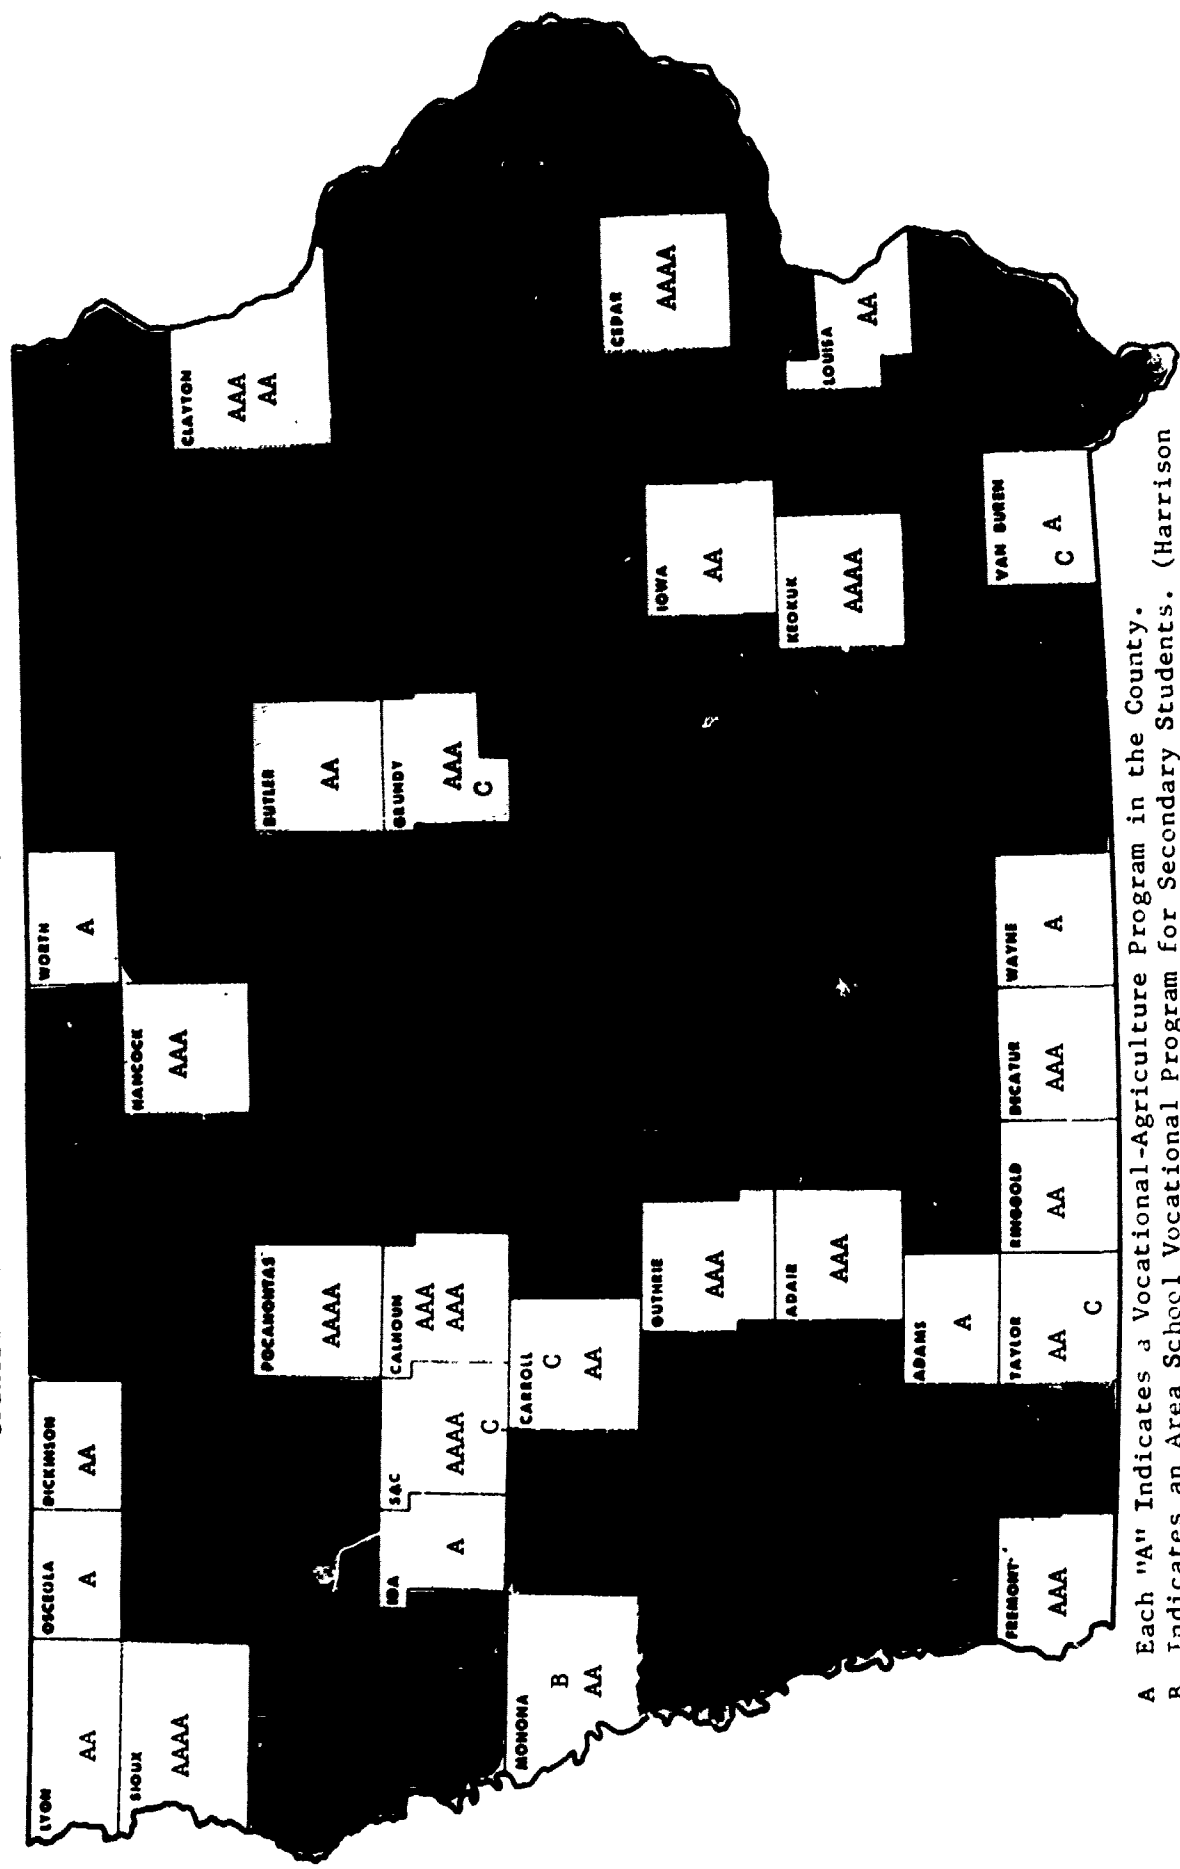 LYON
AA
OSCEOLA
A
DICKINSON
AA
WORTH
A
SIOUX
AAAA
HANCOCK
AAA
CLAYTON
AAA
AA
POCAHONTAS
AAAA
BUTLER
AA
IDA
A
SAC
AAAA
C
CALHOUN
AAA
AAA
GRUNDY
AAA
C
MONONA
B
AA
CARROLL
C
AA
CEDAR
AAAA
GUTHRIE
AAA
IOWA
AA
ADAIR
AAA
KEOKUK
AAAA
LOUISA
AA
ADAMS
A
FREMONT
AAA
TAYLOR
AA
C
RINGGOLD
AA
DECATUR
AAA
WAYNE
A
VAN BUREN
C A
A Each "A" Indicates a Vocational-Agriculture Program in the County.
B Indicates an Area School Vocational Program for Secondary Students. (Harrison